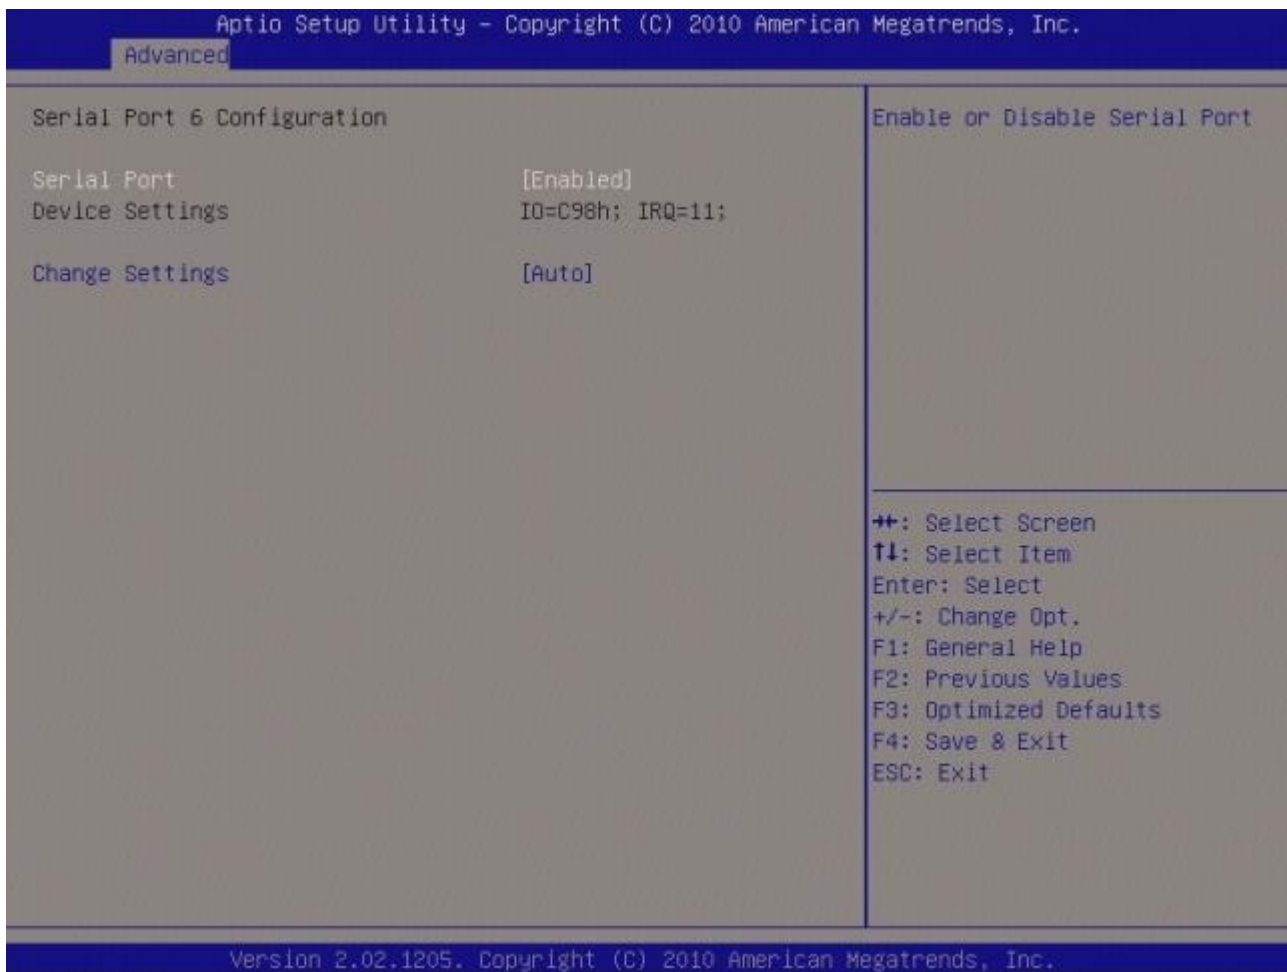 Aptio Setup Utility – Copyright (C) 2010 American Megatrends, Inc.
Advanced
Serial Port 6 Configuration
Serial Port [Enabled]
Device Settings IO=C98h; IRQ=11;
Change Settings [Auto]
Enable or Disable Serial Port
→←: Select Screen
↑↓: Select Item
Enter: Select
+/-: Change Opt.
F1: General Help
F2: Previous Values
F3: Optimized Defaults
F4: Save & Exit
ESC: Exit
Version 2.02.1205. Copyright (C) 2010 American Megatrends, Inc.